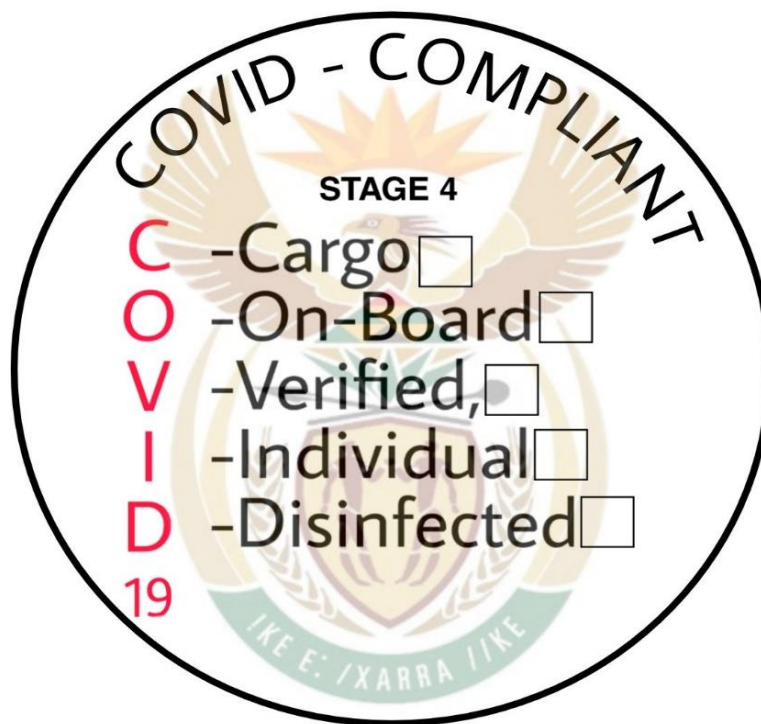 COVID - COMPLIANT
STAGE 4
C -Cargo
O -On-Board
V -Verified,
I -Individual
D -Disinfected
19
!KE E: /XARRA //KE